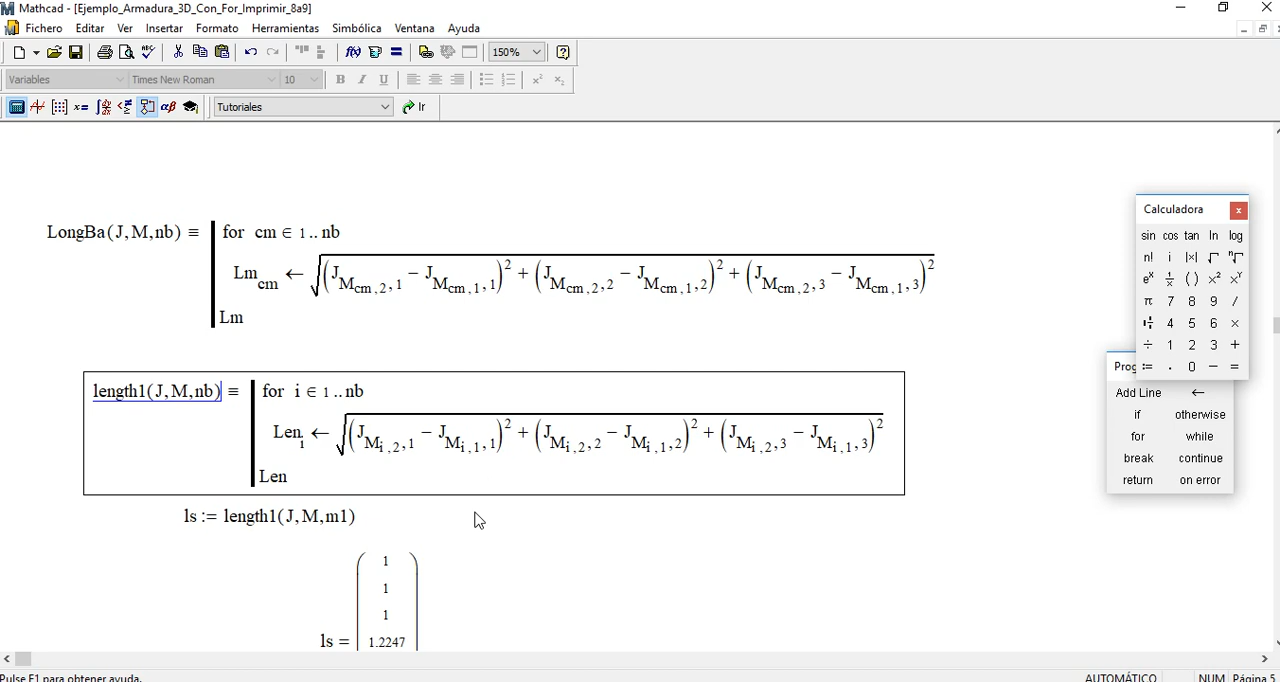 Mathcad - [Ejemplo_Armadura_3D_Con_For_Imprimir_8a9]
Fichero Editar Ver Insertar Formato Herramientas Simbólica Ventana Ayuda
150%
Variables Times New Roman 10 B I U
Tutoriales Ir
LongBa(J,M,nb) ≡ for cm ∈ 1..nb
Lm_cm ← √((J_{M_{cm,2},1} − J_{M_{cm,1},1})² + (J_{M_{cm,2},2} − J_{M_{cm,1},2})² + (J_{M_{cm,2},3} − J_{M_{cm,1},3})²)
Lm
length1(J,M,nb) ≡ for i ∈ 1..nb
Len_i ← √((J_{M_{i,2},1} − J_{M_{i,1},1})² + (J_{M_{i,2},2} − J_{M_{i,1},2})² + (J_{M_{i,2},3} − J_{M_{i,1},3})²)
Len
ls := length1(J,M,m1)
1
1
1
ls = 1.2247
Calculadora x
sin cos tan ln log
n! i |×| √ ⁿ√
eˣ 1/x ( ) ×² ×ʸ
π 7 8 9 /
4 5 6 ×
÷ 1 2 3 +
:= . 0 − =
Prog
Add Line ←
if otherwise
for while
break continue
return on error
Pulse F1 para obtener ayuda. AUTOMÁTICO NUM Página 5